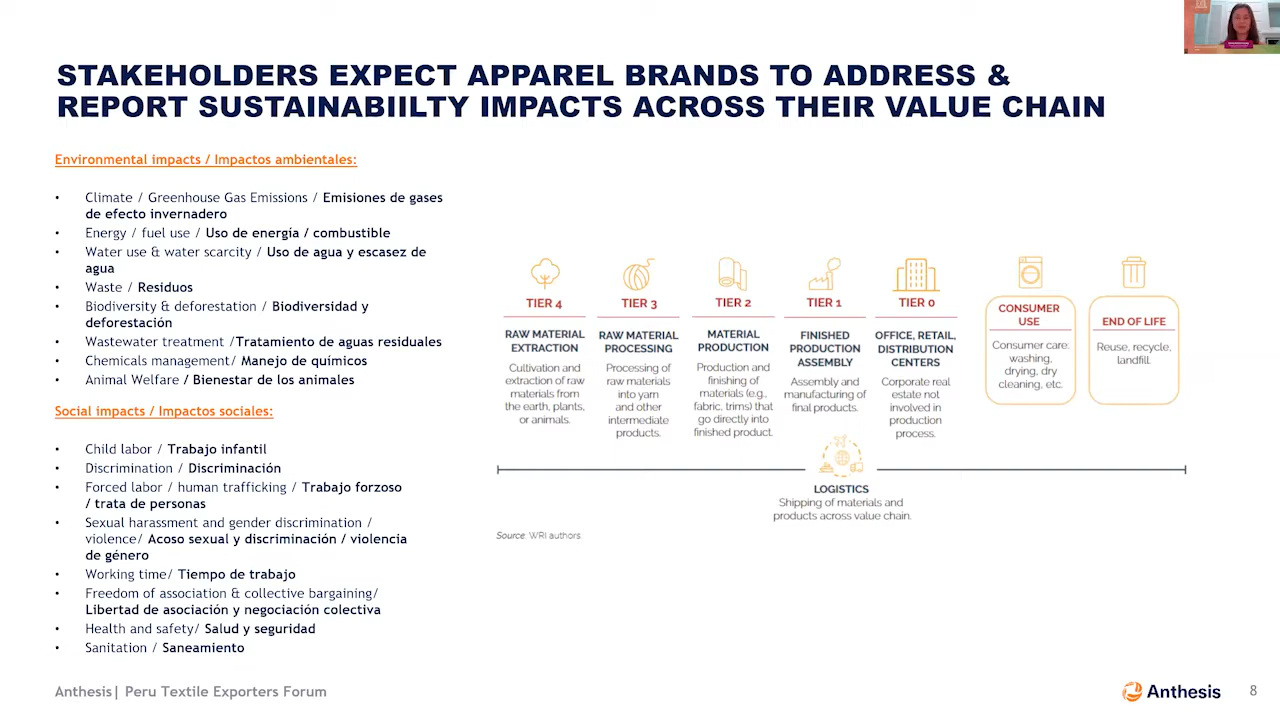 STAKEHOLDERS EXPECT APPAREL BRANDS TO ADDRESS &
REPORT SUSTAINABIILTY IMPACTS ACROSS THEIR VALUE CHAIN
Environmental impacts / Impactos ambientales:
• Climate / Greenhouse Gas Emissions / Emisiones de gases
de efecto invernadero
• Energy / fuel use / Uso de energía / combustible
• Water use & water scarcity / Uso de agua y escasez de
agua
• Waste / Residuos
• Biodiversity & deforestation / Biodiversidad y
deforestación
• Wastewater treatment /Tratamiento de aguas residuales
• Chemicals management/ Manejo de químicos
• Animal Welfare / Bienestar de los animales
Social impacts / Impactos sociales:
• Child labor / Trabajo infantil
• Discrimination / Discriminación
• Forced labor / human trafficking / Trabajo forzoso
/ trata de personas
• Sexual harassment and gender discrimination /
violence/ Acoso sexual y discriminación / violencia
de género
• Working time/ Tiempo de trabajo
• Freedom of association & collective bargaining/
Libertad de asociación y negociación colectiva
• Health and safety/ Salud y seguridad
• Sanitation / Saneamiento
TIER 4
RAW MATERIAL
EXTRACTION
Cultivation and
extraction of raw
materials from
the earth, plants,
or animals.
TIER 3
RAW MATERIAL
PROCESSING
Processing of
raw materials
into yarn
and other
intermediate
products.
TIER 2
MATERIAL
PRODUCTION
Production and
finishing of
materials (e.g.,
fabric, trims) that
go directly into
finished product.
TIER 1
FINISHED
PRODUCTION
ASSEMBLY
Assembly and
manufacturing of
final products.
TIER 0
OFFICE, RETAIL,
DISTRIBUTION
CENTERS
Corporate real
estate not
involved in
production
process.
CONSUMER
USE
Consumer care:
washing,
drying, dry
cleaning, etc.
END OF LIFE
Reuse, recycle,
landfill.
LOGISTICS
Shipping of materials and
products across value chain.
Source: WRI authors
Anthesis| Peru Textile Exporters Forum
Anthesis
8